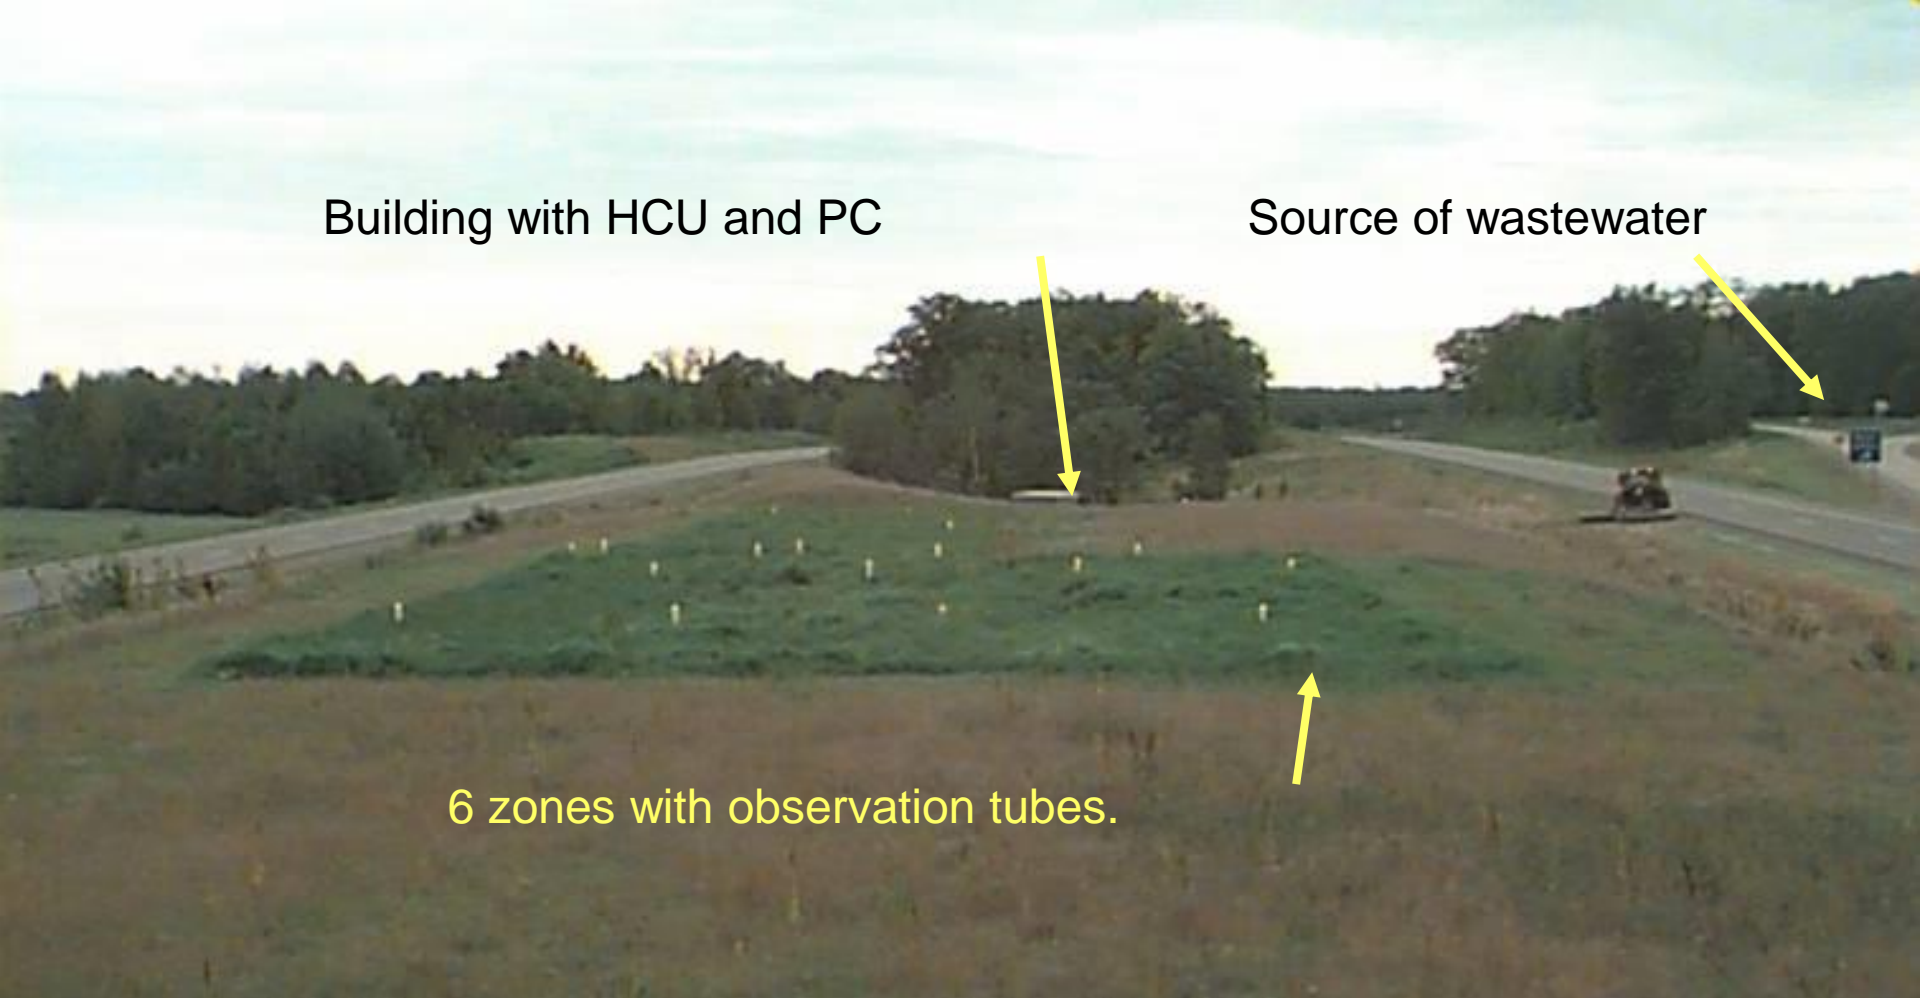 Building with HCU and PC
Source of wastewater
6 zones with observation tubes.